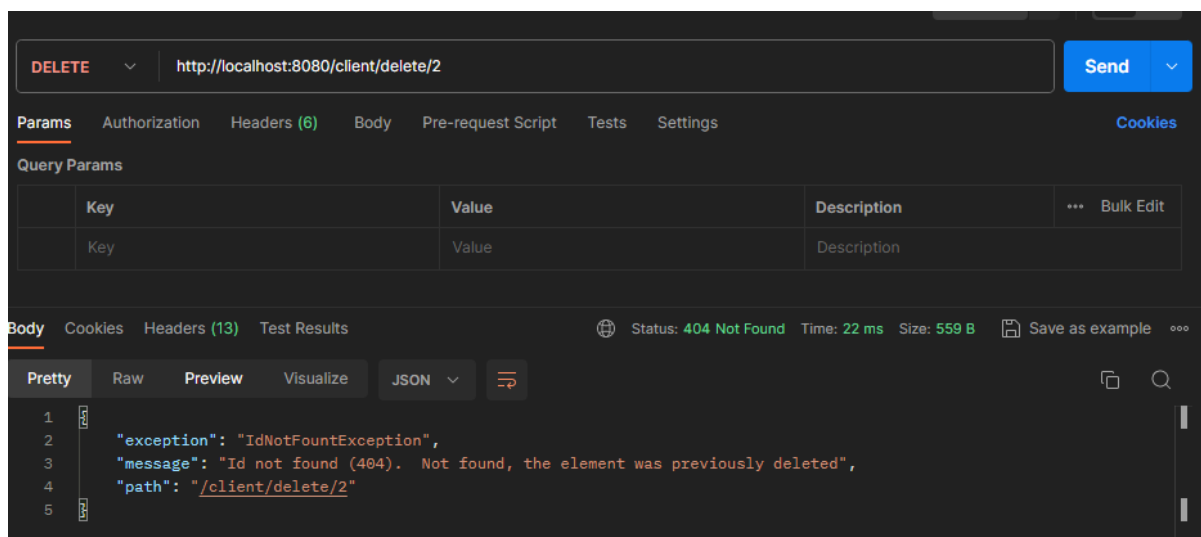 DELETE http://localhost:8080/client/delete/2 Send
Params Authorization Headers (6) Body Pre-request Script Tests Settings Cookies
Query Params
Key Value Description ••• Bulk Edit
Key Value Description
Body Cookies Headers (13) Test Results Status: 404 Not Found Time: 22 ms Size: 559 B Save as example
Pretty Raw Preview Visualize JSON
1 {
2 "exception": "IdNotFountException",
3 "message": "Id not found (404).  Not found, the element was previously deleted",
4 "path": "/client/delete/2"
5 }